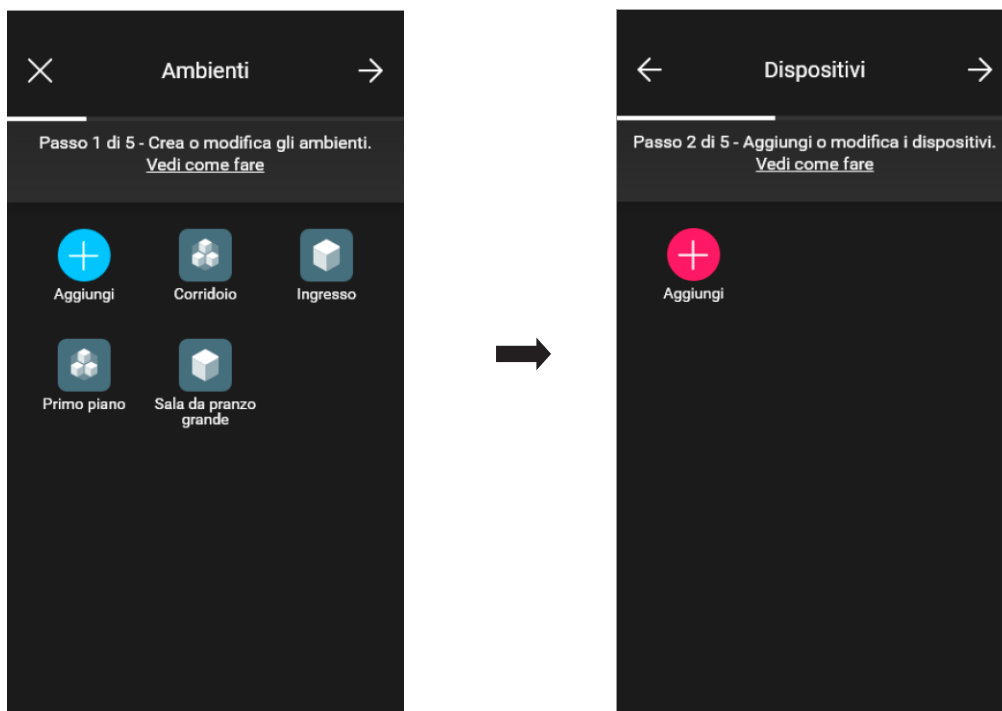 Ambienti
Passo 1 di 5 - Crea o modifica gli ambienti.
Vedi come fare
Aggiungi
Corridoio
Ingresso
Primo piano
Sala da pranzo
grande
Dispositivi
Passo 2 di 5 - Aggiungi o modifica i dispositivi.
Vedi come fare
Aggiungi